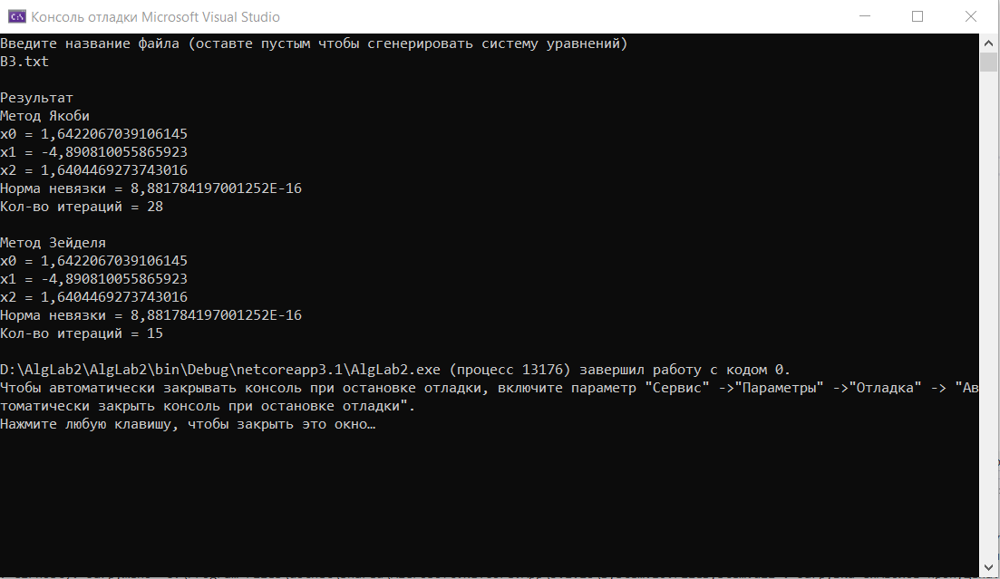 Консоль отладки Microsoft Visual Studio
Введите название файла (оставте пустым чтобы сгенерировать систему уравнений)
B3.txt
Результат
Метод Якоби
x0 = 1,6422067039106145
x1 = -4,890810055865923
x2 = 1,6404469273743016
Норма невязки = 8,881784197001252E-16
Кол-во итераций = 28
Метод Зейделя
x0 = 1,6422067039106145
x1 = -4,890810055865923
x2 = 1,6404469273743016
Норма невязки = 8,881784197001252E-16
Кол-во итераций = 15
D:\AlgLab2\AlgLab2\bin\Debug\netcoreapp3.1\AlgLab2.exe (процесс 13176) завершил работу с кодом 0.
Чтобы автоматически закрывать консоль при остановке отладки, включите параметр "Сервис" ->"Параметры" ->"Отладка" -> "Ав
томатически закрыть консоль при остановке отладки".
Нажмите любую клавишу, чтобы закрыть это окно…